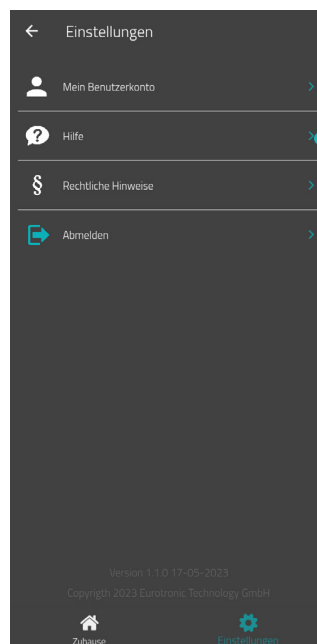 Einstellungen
Mein Benutzerkonto
Hilfe
§
Rechtliche Hinweise
Abmelden
Version 1.1.0 17-05-2023
Copyrigth 2023 Eurotronic Technology GmbH
Zuhause
Einstellungen